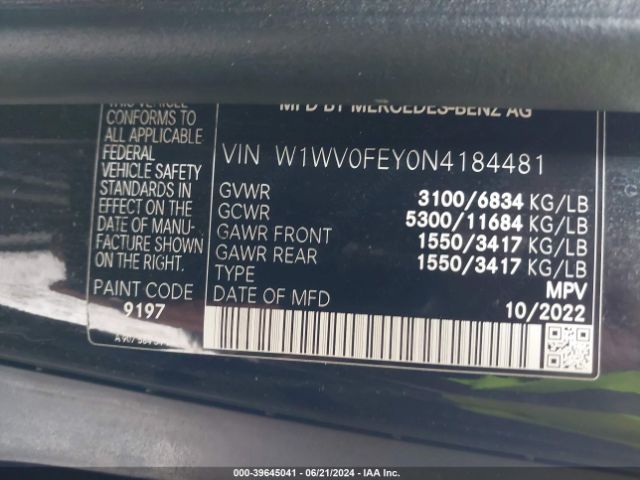 THIS VEHICLE
CONFORMS TO
ALL APPLICABLE
FEDERAL
VEHICLE SAFETY
STANDARDS IN
EFFECT ON THE
DATE OF MANU-
FACTURE SHOWN
ON THE RIGHT.
PAINT CODE
9197
MFD BY MERCEDES-BENZ AG
VIN W1WV0FEY0N4184481
GVWR 3100/6834 KG/LB
GCWR 5300/11684 KG/LB
GAWR FRONT 1550/3417 KG/LB
GAWR REAR 1550/3417 KG/LB
TYPE MPV
DATE OF MFD 10/2022
000-39645041 / 06/21/2024 / IAA Inc.